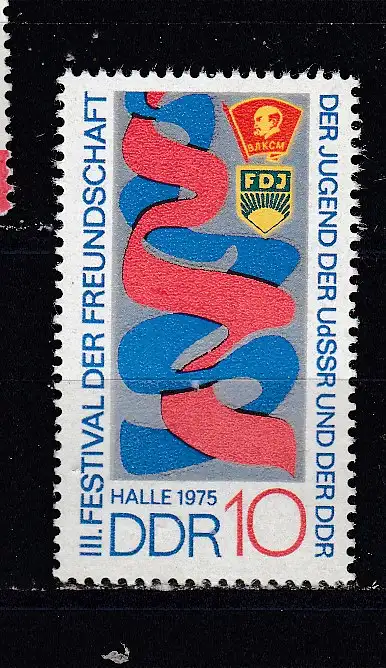 III. FESTIVAL DER FREUNDSCHAFT
DER JUGEND DER UdSSR UND DER DDR
ВЛКСМ
FDJ
HALLE 1975
DDR 10